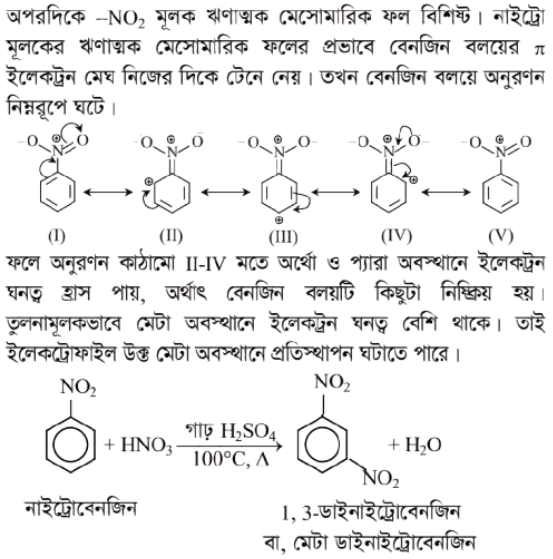 অপরদিকে –NO₂ মূলক ঋণাত্মক মেসোমারিক ফল বিশিষ্ট। নাইট্রো
মূলকের ঋণাত্মক মেসোমারিক ফলের প্রভাবে বেনজিন বলয়ের π
ইলেকট্রন মেঘ নিজের দিকে টেনে নেয়। তখন বেনজিন বলয়ে অনুরণন
নিম্নরূপে ঘটে।
⁻O N⊕ O ⁻O N⊕ O⁻ ⁻O N⊕ O⁻ ⁻O N⊕ O⁻ ⁻O N⊕ O
⊕ ⊕ ⊕
(I) (II) (III) (IV) (V)
ফলে অনুরণন কাঠামো II-IV মতে অর্থো ও প্যারা অবস্থানে ইলেকট্রন
ঘনত্ব হ্রাস পায়, অর্থাৎ বেনজিন বলয়টি কিছুটা নিষ্ক্রিয় হয়।
তুলনামূলকভাবে মেটা অবস্থানে ইলেকট্রন ঘনত্ব বেশি থাকে। তাই
ইলেকট্রোফাইল উক্ত মেটা অবস্থানে প্রতিস্থাপন ঘটাতে পারে।
NO₂ NO₂
+ HNO₃ গাঢ় H₂SO₄ + H₂O
100°C, Λ
NO₂
নাইট্রোবেনজিন 1, 3-ডাইনাইট্রোবেনজিন
বা, মেটা ডাইনাইট্রোবেনজিন